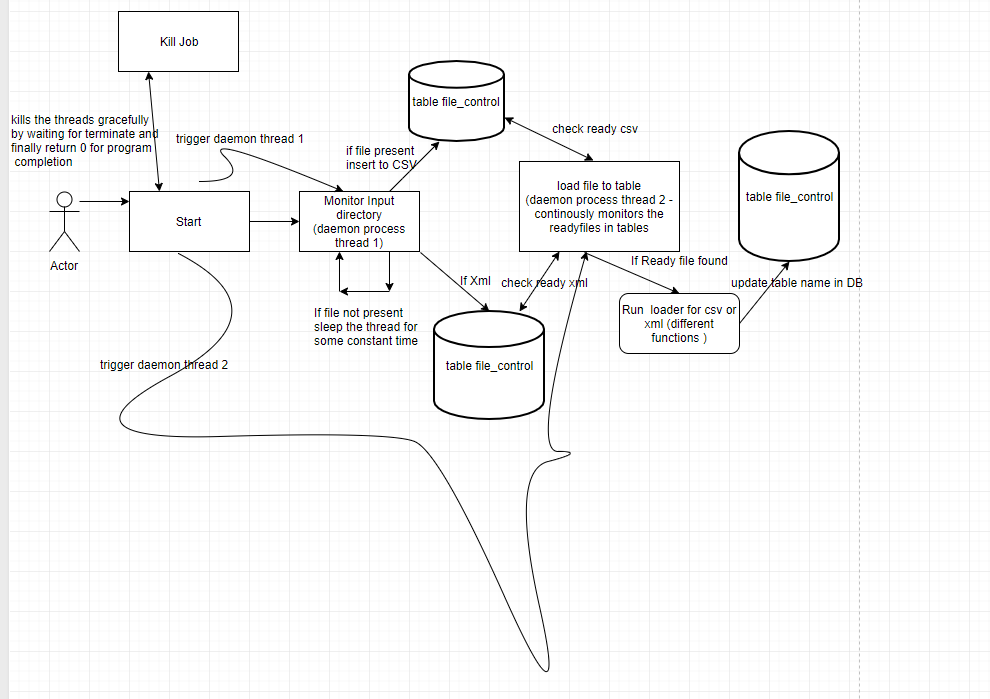 Kill Job
kills the threads gracefully
by waiting for terminate and
finally return 0 for program
completion
trigger daemon thread 1
table file_control
if file present
insert to CSV
check ready csv
Actor
Start
Monitor Input
directory
(daemon process
thread 1)
load file to table
(daemon process thread 2 -
continously monitors the
readyfiles in tables
table file_control
If Xml
check ready xml
If Ready file found
update table name in DB
If file not present
sleep the thread for
some constant time
Run loader for csv or
xml (different
functions )
table file_control
trigger daemon thread 2